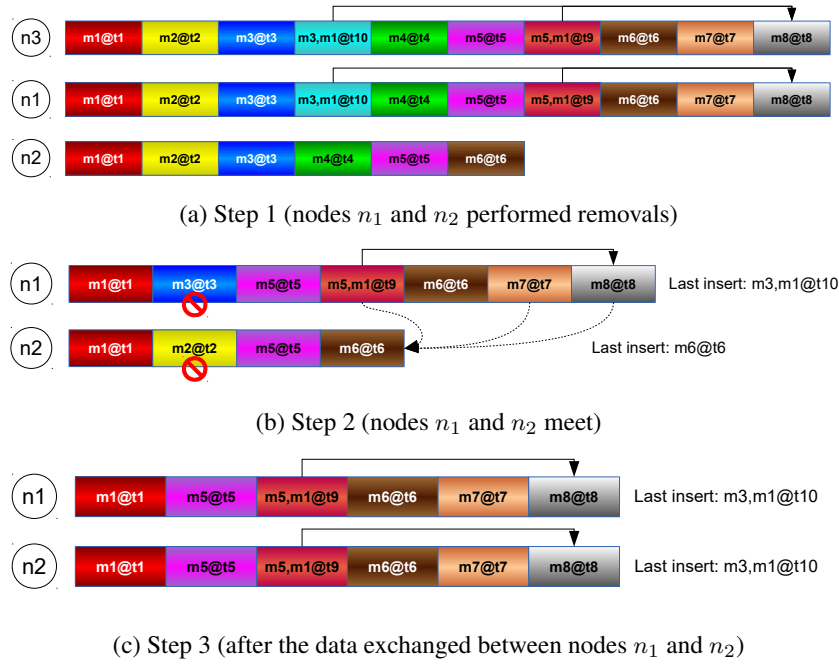 n3 m1@t1 m2@t2 m3@t3 m3,m1@t10 m4@t4 m5@t5 m5,m1@t9 m6@t6 m7@t7 m8@t8
n1 m1@t1 m2@t2 m3@t3 m3,m1@t10 m4@t4 m5@t5 m5,m1@t9 m6@t6 m7@t7 m8@t8
n2 m1@t1 m2@t2 m3@t3 m4@t4 m5@t5 m6@t6
(a) Step 1 (nodes n1 and n2 performed removals)
n1 m1@t1 m3@t3 m5@t5 m5,m1@t9 m6@t6 m7@t7 m8@t8 Last insert: m3,m1@t10
n2 m1@t1 m2@t2 m5@t5 m6@t6 Last insert: m6@t6
(b) Step 2 (nodes n1 and n2 meet)
n1 m1@t1 m5@t5 m5,m1@t9 m6@t6 m7@t7 m8@t8 Last insert: m3,m1@t10
n2 m1@t1 m5@t5 m5,m1@t9 m6@t6 m7@t7 m8@t8 Last insert: m3,m1@t10
(c) Step 3 (after the data exchanged between nodes n1 and n2)